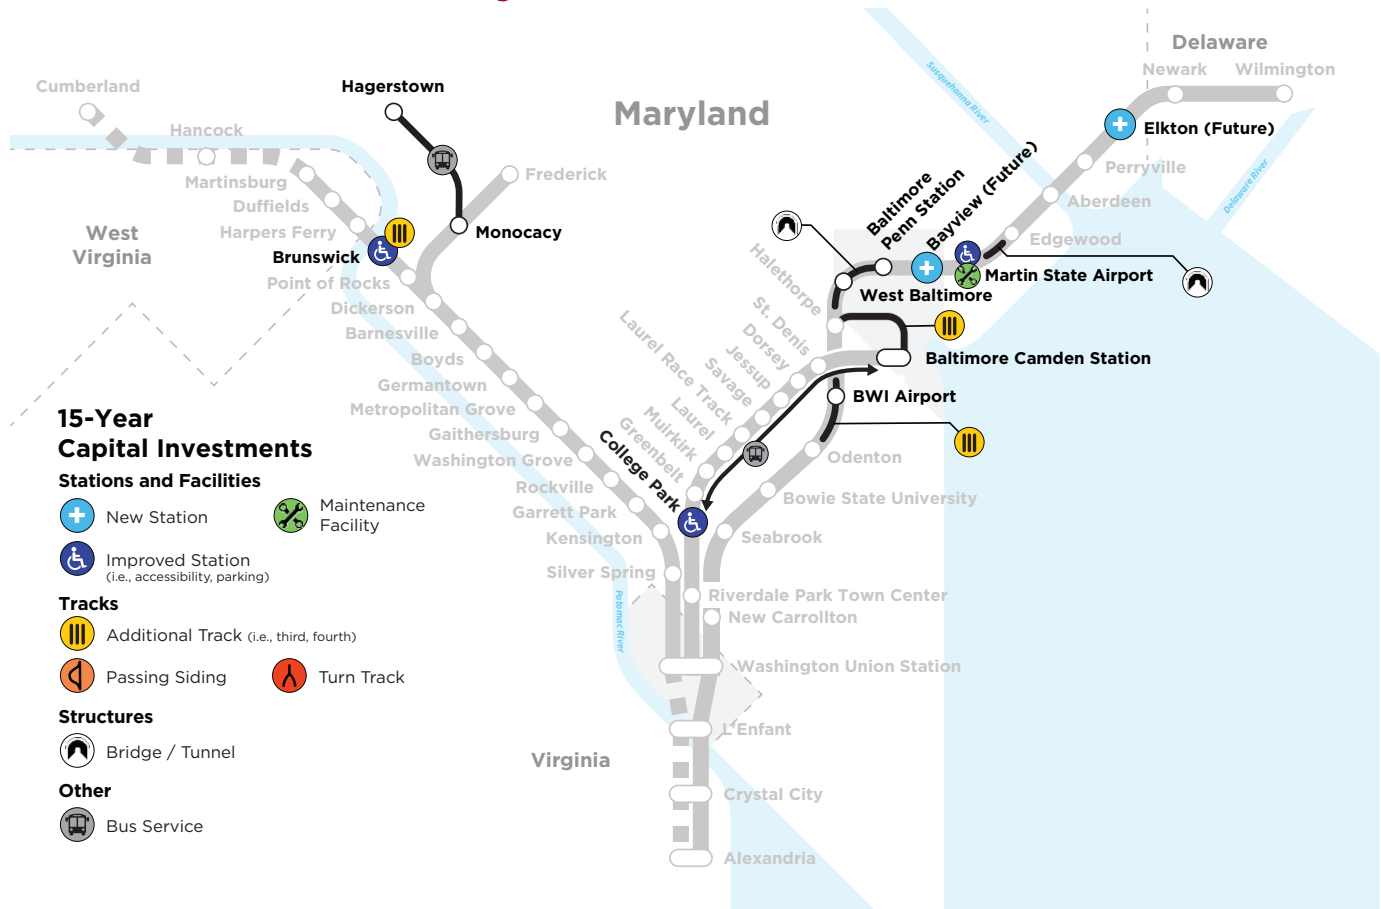 Delaware
Newark
Wilmington
Susquehanna River
Cumberland
Hagerstown
Maryland
Hancock
Elkton (Future)
Frederick
Perryville
Martinsburg
Duffields
Harpers Ferry
Brunswick
Monocacy
West
Virginia
Baltimore
Penn Station
Bayview (Future)
Aberdeen
Delaware River
Edgewood
Martin State Airport
Halethorpe
West Baltimore
Point of Rocks
Dickerson
Barnesville
Boyds
Germantown
Metropolitan Grove
Gaithersburg
Washington Grove
Rockville
Garrett Park
Kensington
Silver Spring
St. Denis
Dorsey
Jessup
Savage
Laurel Race Track
Laurel
Muirkirk
Greenbelt
College Park
Baltimore Camden Station
BWI Airport
Odenton
Bowie State University
Seabrook
Riverdale Park Town Center
New Carrollton
Potomac River
Washington Union Station
L'Enfant
Virginia
Crystal City
Alexandria
15-Year
Capital Investments
Stations and Facilities
New Station
Maintenance
Facility
Improved Station
(i.e., accessibility, parking)
Tracks
Additional Track (i.e., third, fourth)
Passing Siding
Turn Track
Structures
Bridge / Tunnel
Other
Bus Service